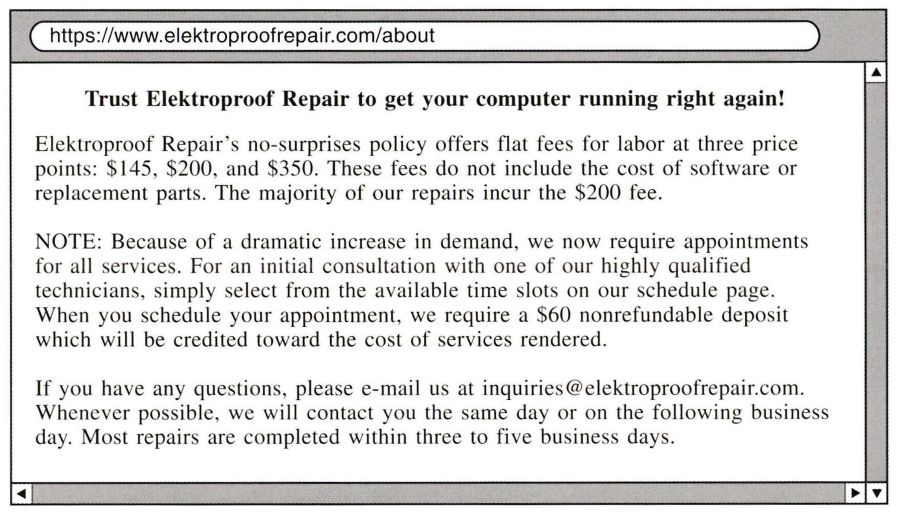 https://www.elektroproofrepair.com/about
Trust Elektroproof Repair to get your computer running right again!
Elektroproof Repair's no-surprises policy offers flat fees for labor at three price
points: $145, $200, and $350. These fees do not include the cost of software or
replacement parts. The majority of our repairs incur the $200 fee.
NOTE: Because of a dramatic increase in demand, we now require appointments
for all services. For an initial consultation with one of our highly qualified
technicians, simply select from the available time slots on our schedule page.
When you schedule your appointment, we require a $60 nonrefundable deposit
which will be credited toward the cost of services rendered.
If you have any questions, please e-mail us at inquiries@elektroproofrepair.com.
Whenever possible, we will contact you the same day or on the following business
day. Most repairs are completed within three to five business days.